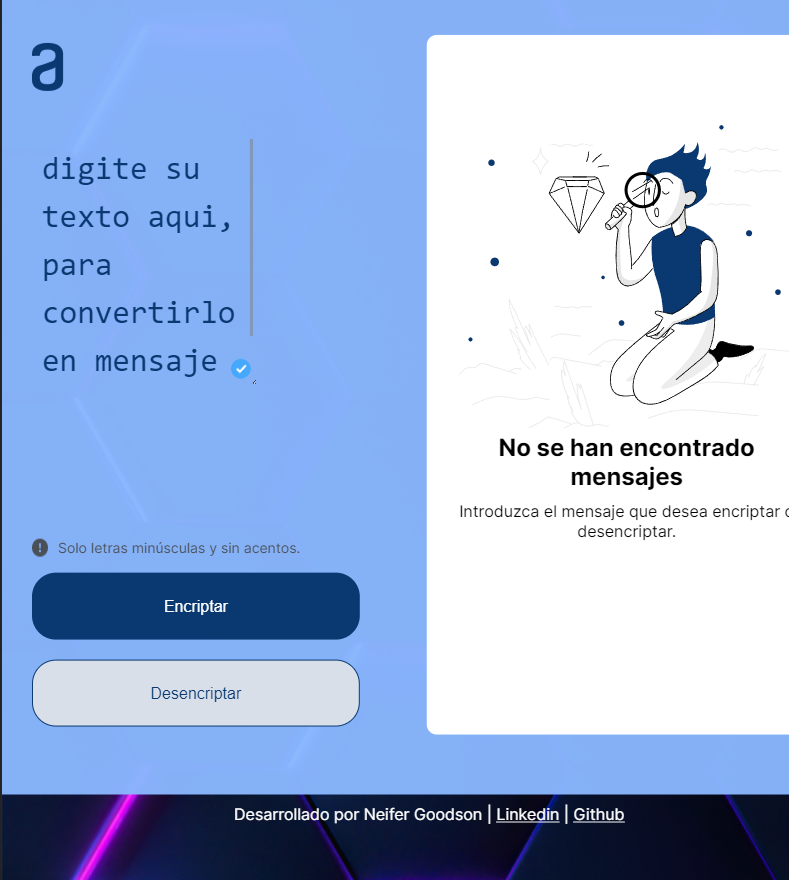 a
digite su
texto aqui,
para
convertirlo
en mensaje
Solo letras minúsculas y sin acentos.
Encriptar
Desencriptar
No se han encontrado
mensajes
Introduzca el mensaje que desea encriptar
desencriptar.
Desarrollado por Neifer Goodson | Linkedin | Github